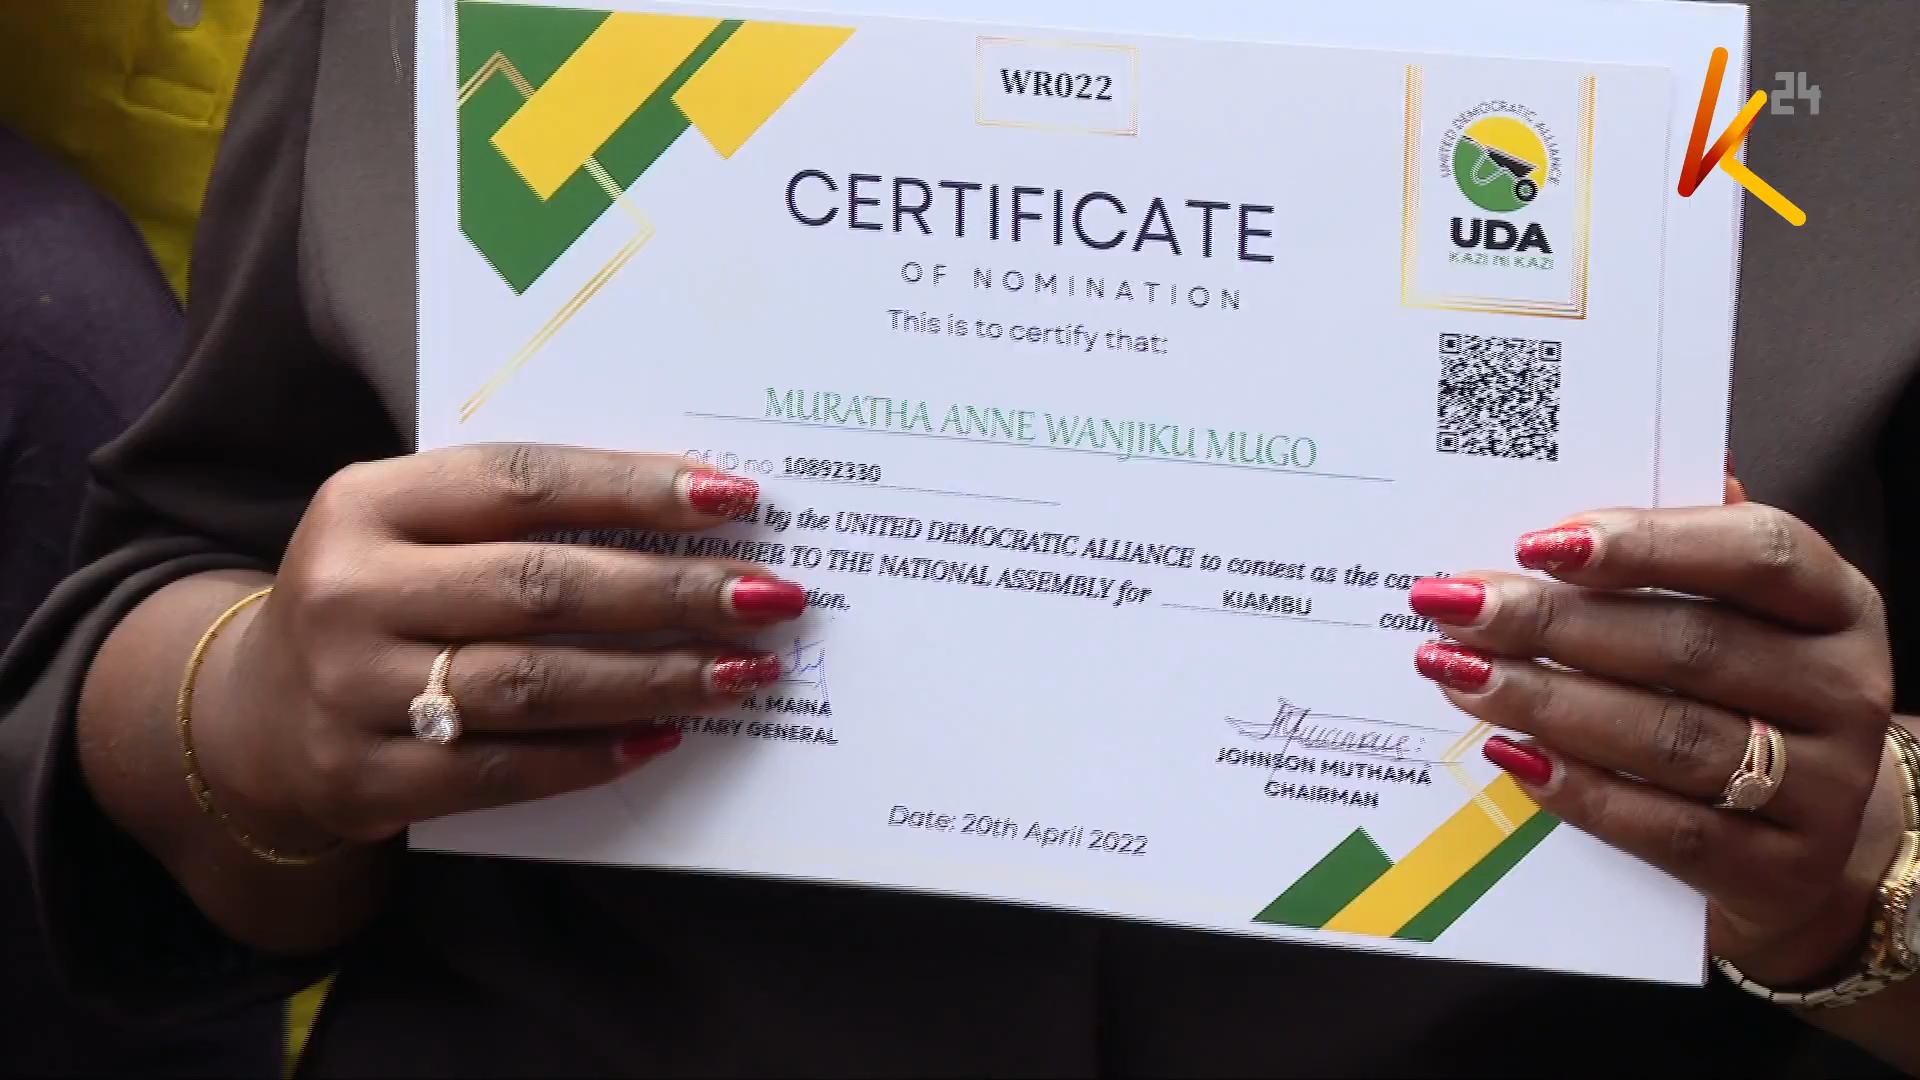 WR022
K24
UNITED DEMOCRATIC ALLIANCE
UDA
KAZI NI KAZI
CERTIFICATE
OF NOMINATION
This is to certify that:
MURATHA ANNE WANJIKU MUGO
Of ID no 10892330
by the UNITED DEMOCRATIC ALLIANCE to contest as the
WOMAN MEMBER TO THE NATIONAL ASSEMBLY for KIAMBU
A. MAINA
GENERAL
JOHNSON MUTHAMA
CHAIRMAN
Date: 20th April 2022